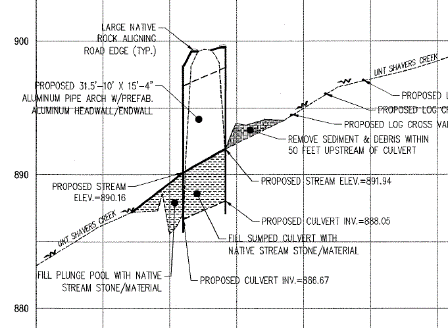 LARGE NATIVE
ROCK ALIGNING
ROAD EDGE (TYP.)
900
UNT SHAVERS CREEK
PROPOSED 31.5'-10' X 15'-4"
ALUMINUM PIPE ARCH W/PREFAB.
ALUMINUM HEADWALL/ENDWALL
PROPOSED
PROPOSED LOG
PROPOSED LOG CROSS
REMOVE SEDIMENT & DEBRIS WITHIN
50 FEET UPSTREAM OF CULVERT
890
PROPOSED STREAM
ELEV.=890.16
PROPOSED STREAM ELEV.=891.94
PROPOSED CULVERT INV.=888.05
UNT SHAVERS CREEK
FILL SUMPED CULVERT WITH
NATIVE STREAM STONE/MATERIAL
FILL PLUNGE POOL WITH NATIVE
STREAM STONE/MATERIAL
PROPOSED CULVERT INV.=886.67
880